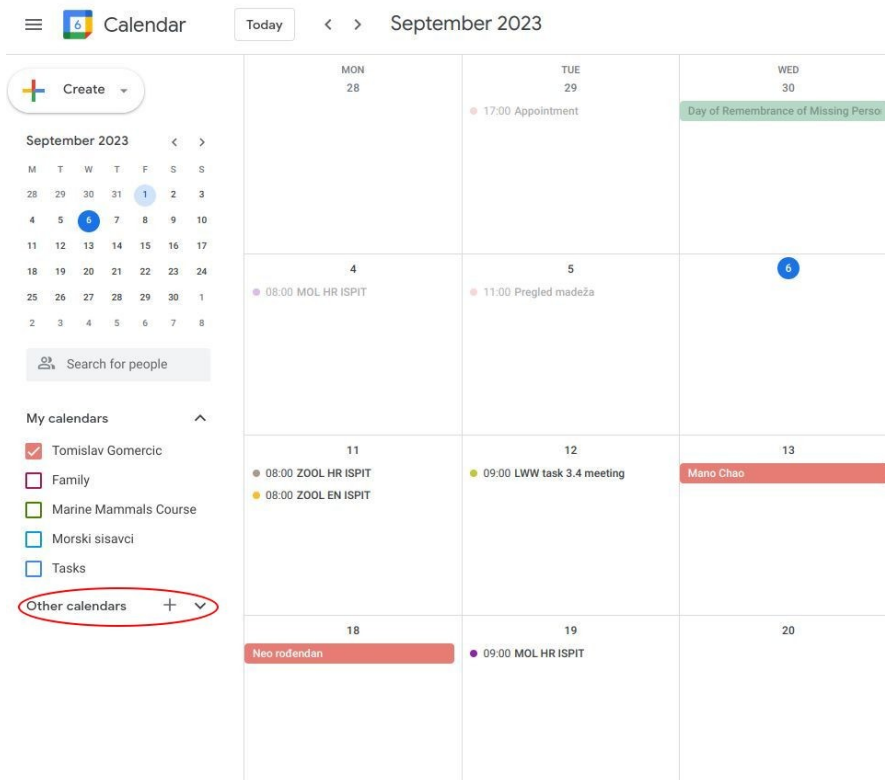 6 Calendar Today September 2023
Create
September 2023
M T W T F S S
28 29 30 31 1 2 3
4 5 6 7 8 9 10
11 12 13 14 15 16 17
18 19 20 21 22 23 24
25 26 27 28 29 30 1
2 3 4 5 6 7 8
Search for people
My calendars
Tomislav Gomercic
Family
Marine Mammals Course
Morski sisavci
Tasks
Other calendars
MON TUE WED
28 29 30
17:00 Appointment Day of Remembrance of Missing Perso
4 5 6
08:00 MOL HR ISPIT 11:00 Pregled madeža
11 12 13
08:00 ZOOL HR ISPIT 09:00 LWW task 3.4 meeting Mano Chao
08:00 ZOOL EN ISPIT
18 19 20
Neo rođendan 09:00 MOL HR ISPIT